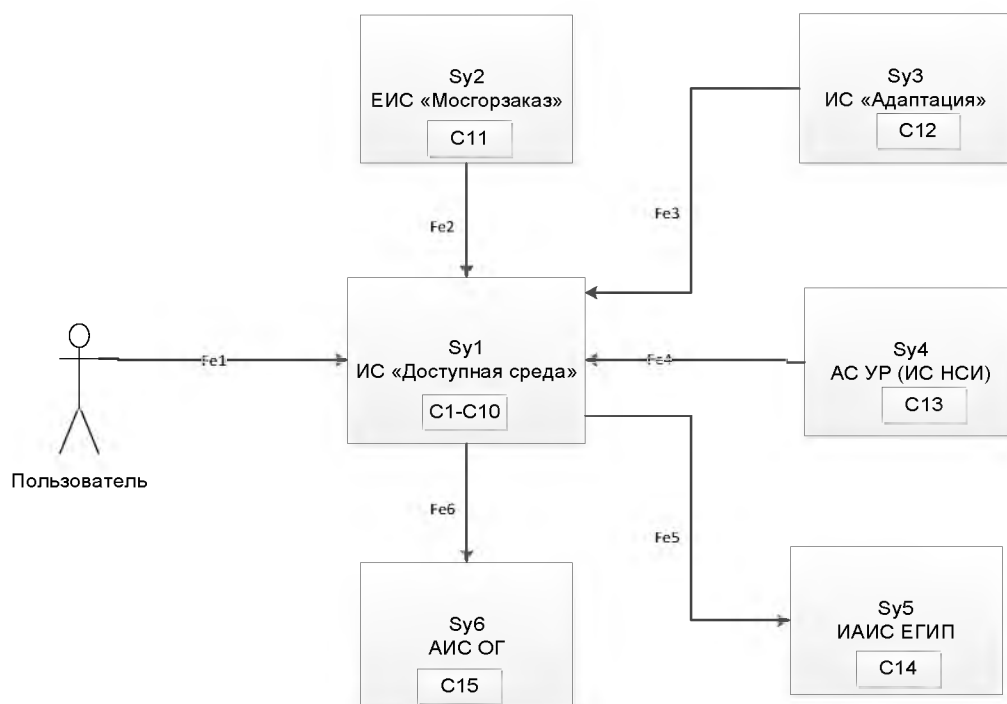 Sy2
ЕИС «Мосгорзаказ»
C11
Sy3
ИС «Адаптация»
C12
Fe2
Fe3
Sy1
ИС «Доступная среда»
C1-C10
Fe1
Fe4
Sy4
АС УР (ИС НСИ)
C13
Пользователь
Fe6
Fe5
Sy6
АИС ОГ
C15
Sy5
ИАИС ЕГИП
C14